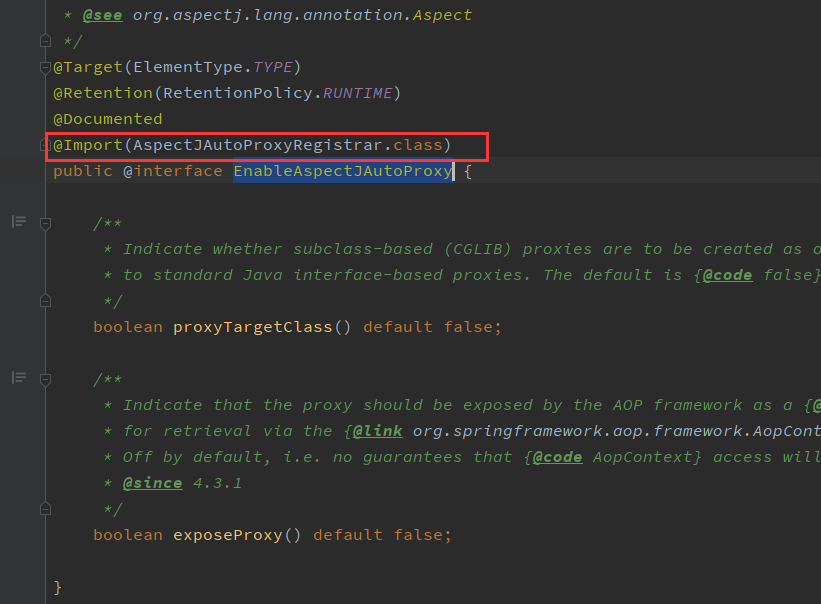 * @see org.aspectj.lang.annotation.Aspect
*/
@Target(ElementType.TYPE)
@Retention(RetentionPolicy.RUNTIME)
@Documented
@Import(AspectJAutoProxyRegistrar.class)
public @interface EnableAspectJAutoProxy {
/**
* Indicate whether subclass-based (CGLIB) proxies are to be created as o
* to standard Java interface-based proxies. The default is {@code false}
*/
boolean proxyTargetClass() default false;
/**
* Indicate that the proxy should be exposed by the AOP framework as a {@
* for retrieval via the {@link org.springframework.aop.framework.AopCont
* Off by default, i.e. no guarantees that {@code AopContext} access will
* @since 4.3.1
*/
boolean exposeProxy() default false;
}